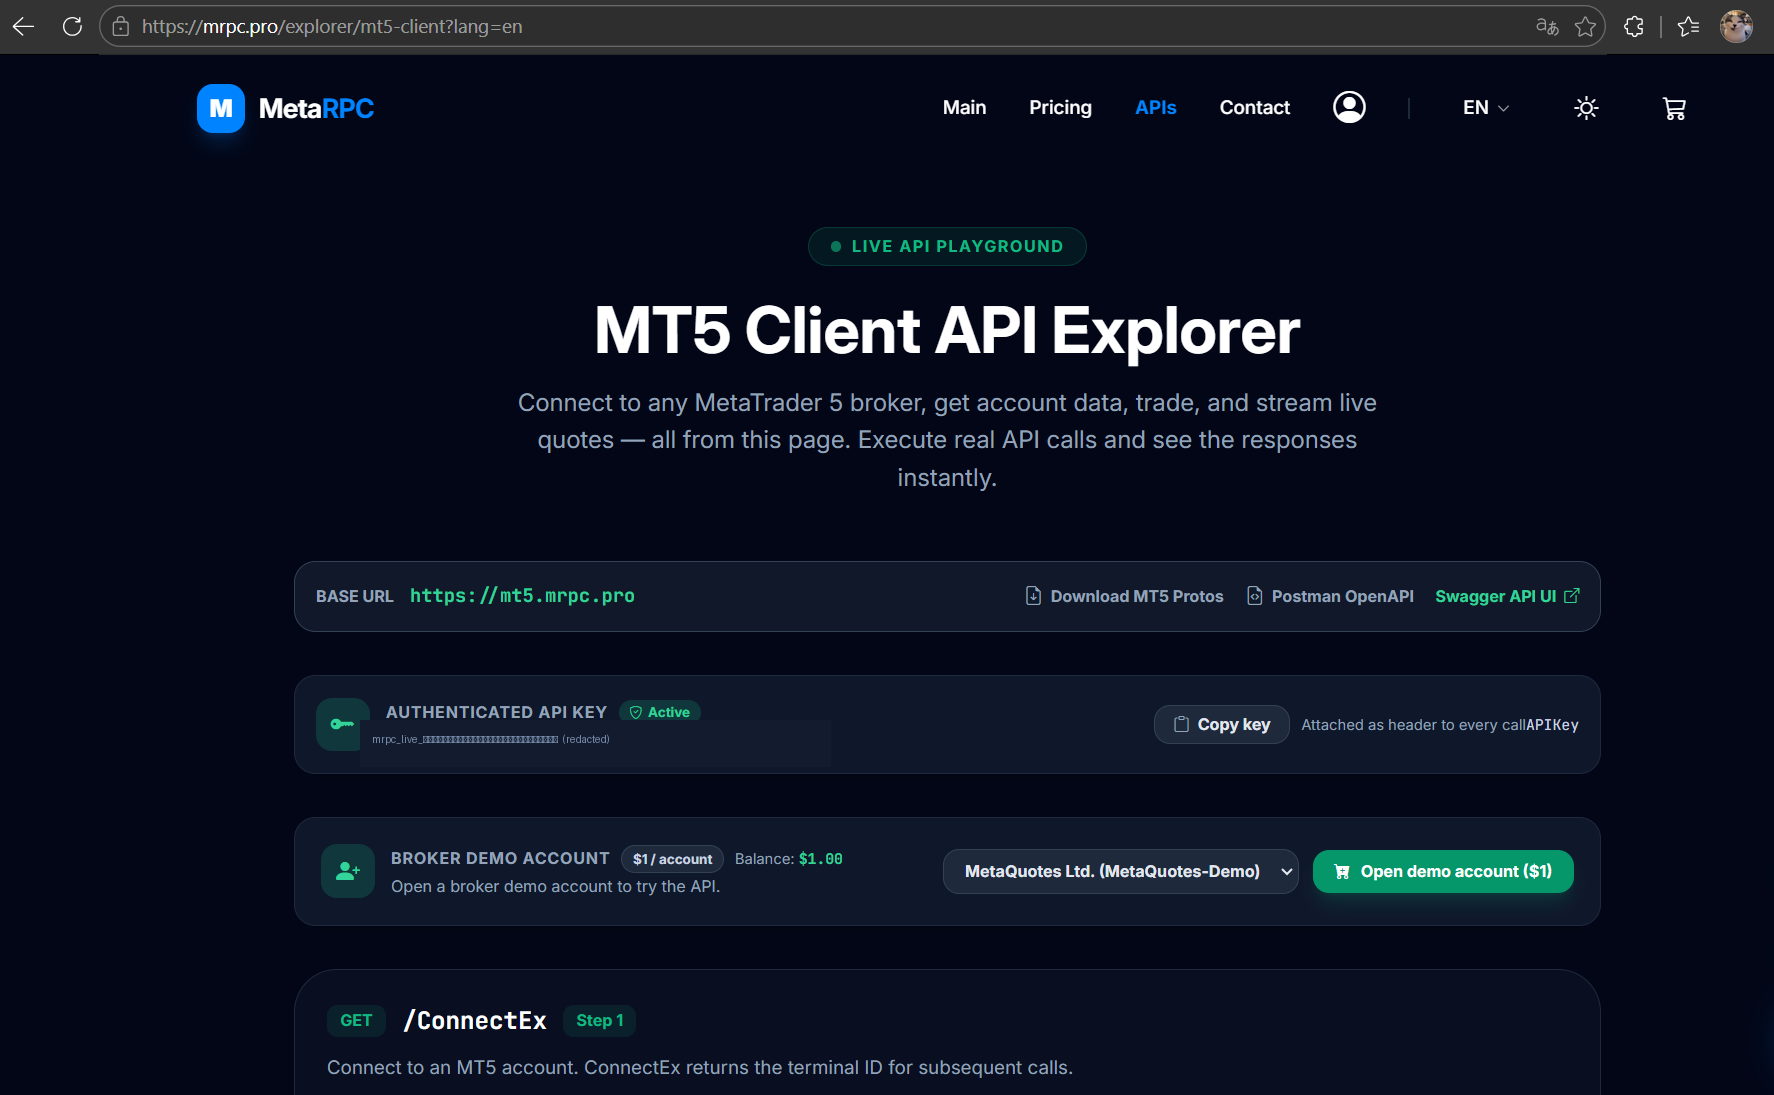 https://mrpc.pro/explorer/mt5-client?lang=en
M MetaRPC
Main Pricing APIs Contact EN
LIVE API PLAYGROUND
MT5 Client API Explorer
Connect to any MetaTrader 5 broker, get account data, trade, and stream live
quotes — all from this page. Execute real API calls and see the responses
instantly.
BASE URL https://mt5.mrpc.pro Download MT5 Protos Postman OpenAPI Swagger API UI
AUTHENTICATED API KEY Active
mrpc_live_ (redacted)
Copy key Attached as header to every callAPIKey
BROKER DEMO ACCOUNT $1 / account Balance: $1.00
Open a broker demo account to try the API.
MetaQuotes Ltd. (MetaQuotes-Demo) Open demo account ($1)
GET /ConnectEx Step 1
Connect to an MT5 account. ConnectEx returns the terminal ID for subsequent calls.